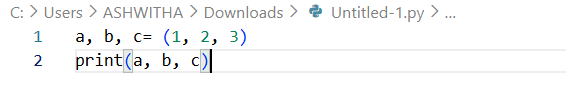 C: > Users > ASHWITHA > Downloads > Untitled-1.py > ...
1 a, b, c= (1, 2, 3)
2 print(a, b, c)